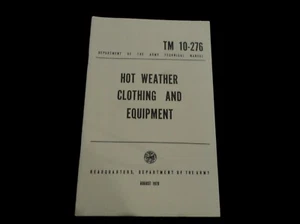 TM 10-276
DEPARTMENT OF THE ARMY TECHNICAL MANUAL
HOT WEATHER
CLOTHING AND
EQUIPMENT
HEADQUARTERS, DEPARTMENT OF THE ARMY
AUGUST